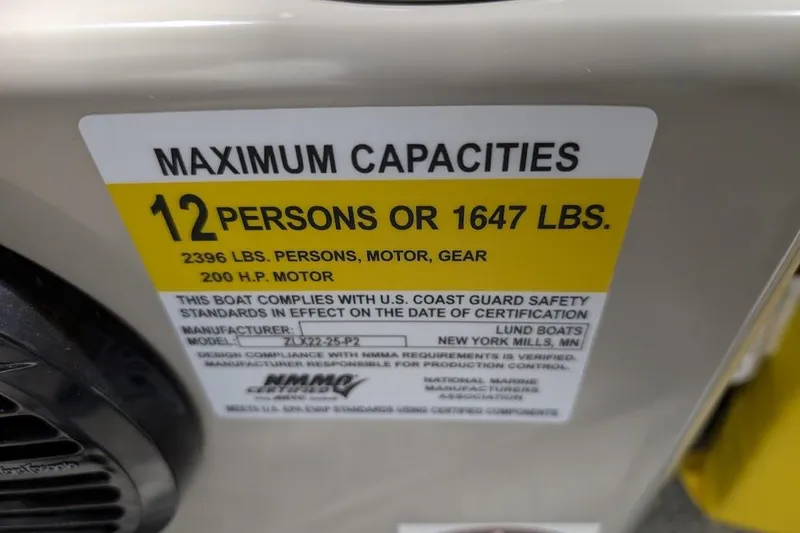 MAXIMUM CAPACITIES
12 PERSONS OR 1647 LBS.
2396 LBS. PERSONS, MOTOR, GEAR
200 H.P. MOTOR
THIS BOAT COMPLIES WITH U.S. COAST GUARD SAFETY
STANDARDS IN EFFECT ON THE DATE OF CERTIFICATION
MANUFACTURER: LUND BOATS
MODEL: ZLX22-25-P2 NEW YORK MILLS, MN
DESIGN COMPLIANCE WITH NMMA REQUIREMENTS IS VERIFIED.
MANUFACTURER RESPONSIBLE FOR PRODUCTION CONTROL.
NMMA
CERTIFIED
NATIONAL MARINE
MANUFACTURERS
ASSOCIATION
MEETS U.S. EPA EVAP STANDARDS USING CERTIFIED COMPONENTS